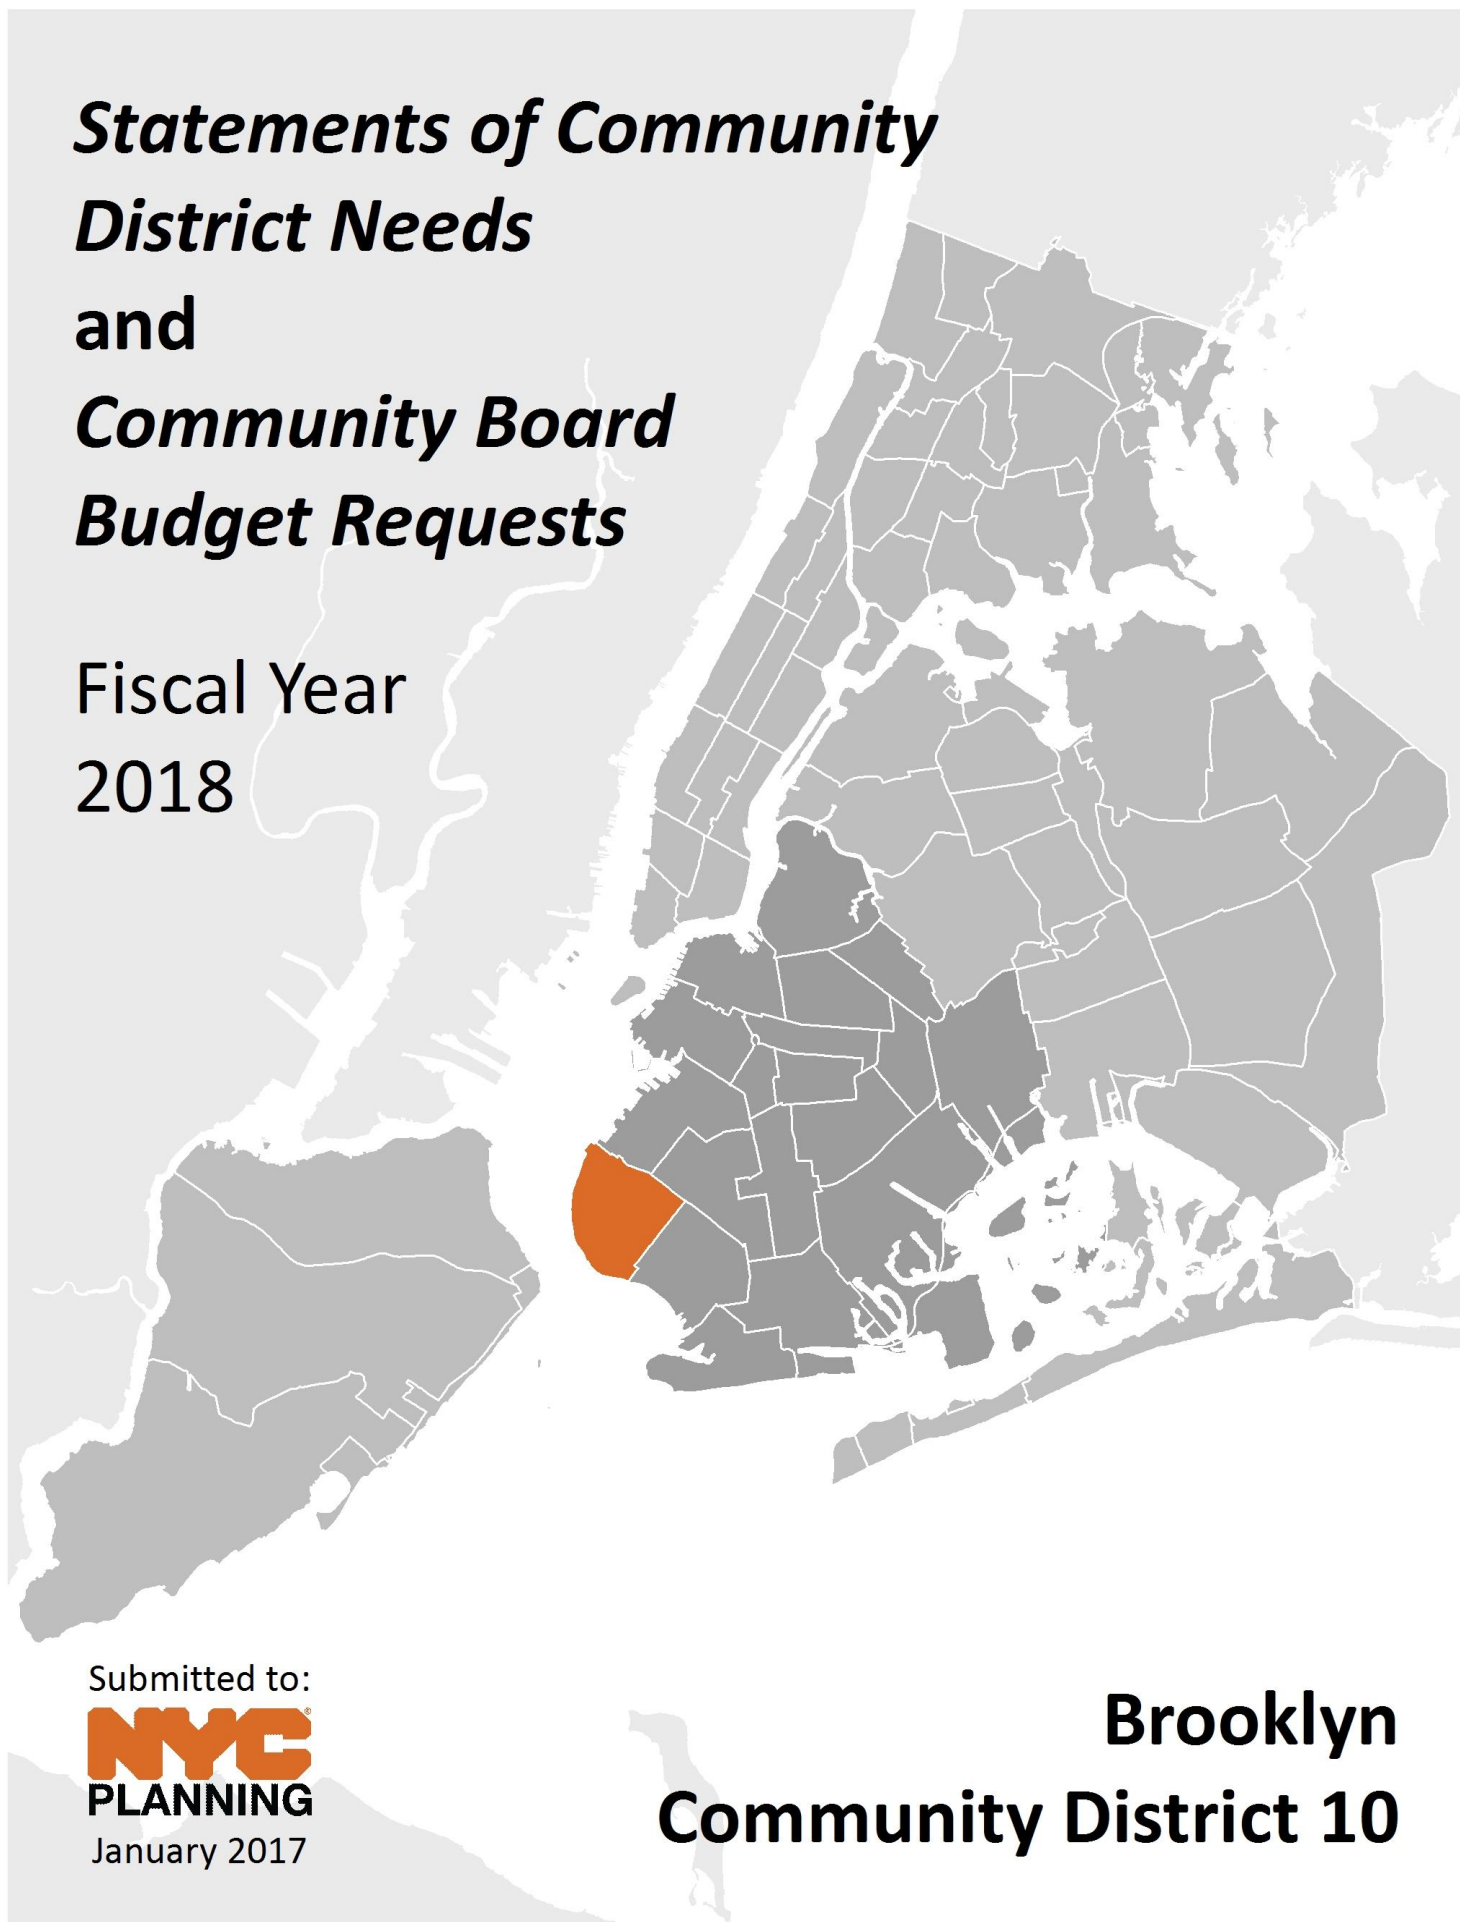 Statements of Community
District Needs
and
Community Board
Budget Requests
Fiscal Year
2018
Submitted to:
NYC®
PLANNING
January 2017
Brooklyn
Community District 10